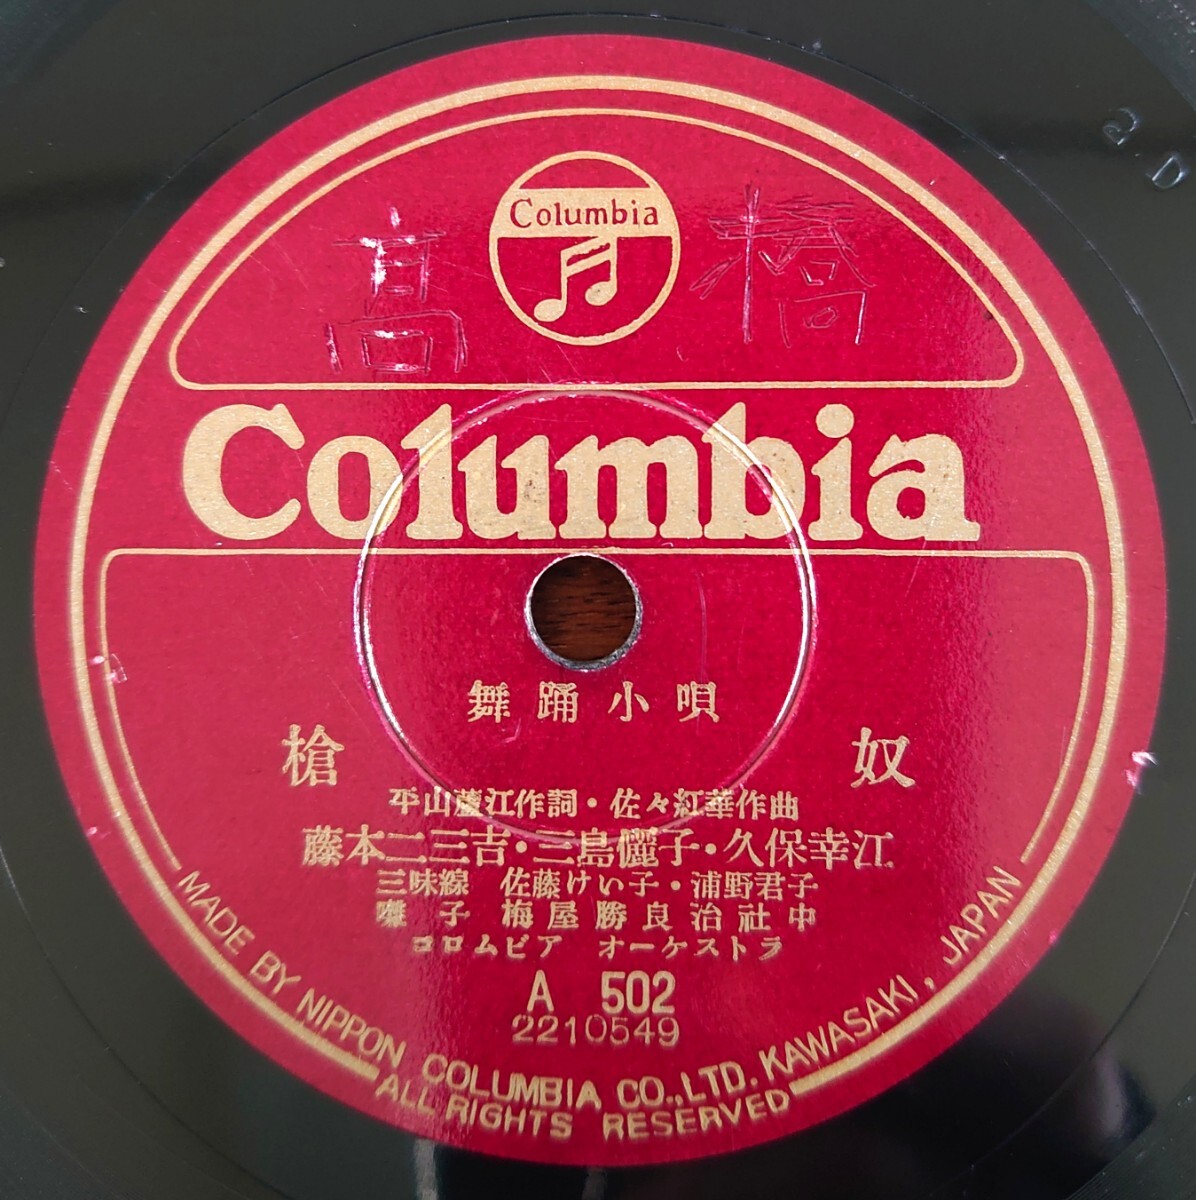 a.D
Columbia
高橋
Columbia
舞踊小唄
槍 奴
平山蘆江作詞・佐々紅華作曲
藤本二三吉・三島儷子・久保幸江
三味線 佐藤けい子・浦野君子
囃子 梅屋勝良治社中
コロムビア オーケストラ
A 502
2210549
MADE BY NIPPON COLUMBIA CO.,LTD. KAWASAKI, JAPAN
ALL RIGHTS RESERVED